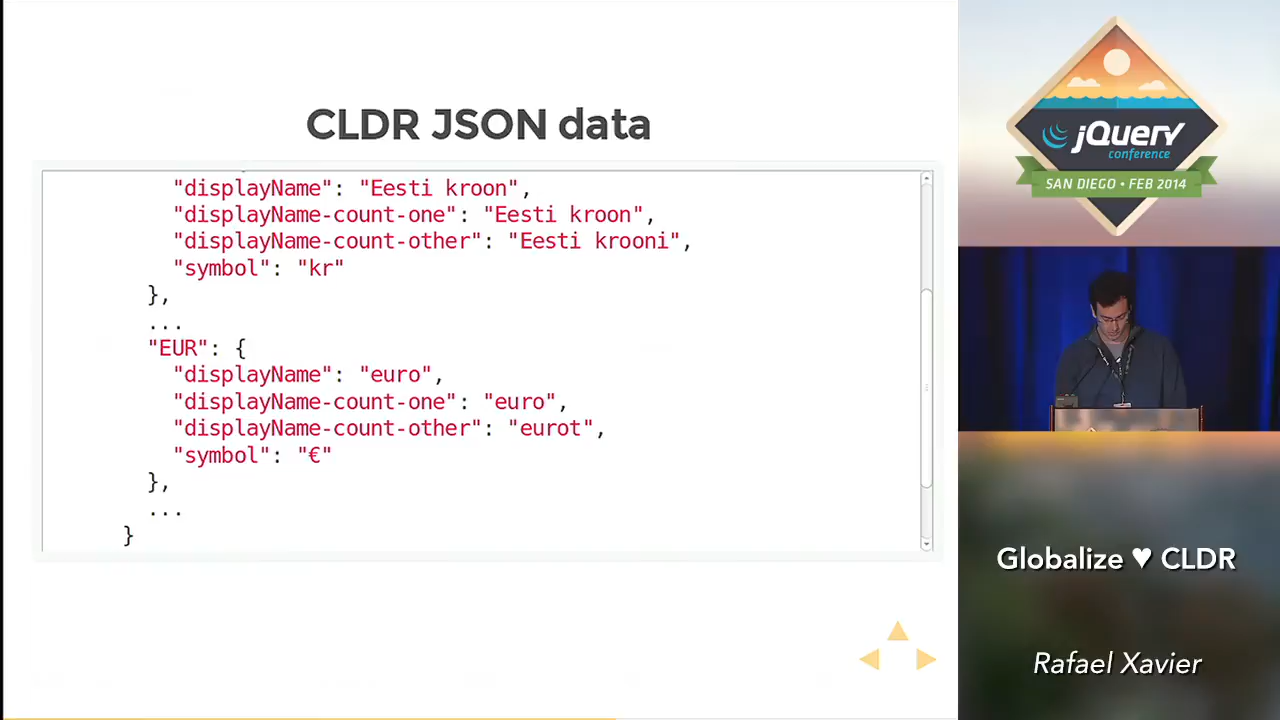 CLDR JSON data
"displayName": "Eesti kroon",
"displayName-count-one": "Eesti kroon",
"displayName-count-other": "Eesti krooni",
"symbol": "kr"
},
...
"EUR": {
"displayName": "euro",
"displayName-count-one": "euro",
"displayName-count-other": "eurot",
"symbol": "€"
},
...
}
jQuery
conference
SAN DIEGO • FEB 2014
Globalize ♥ CLDR
Rafael Xavier